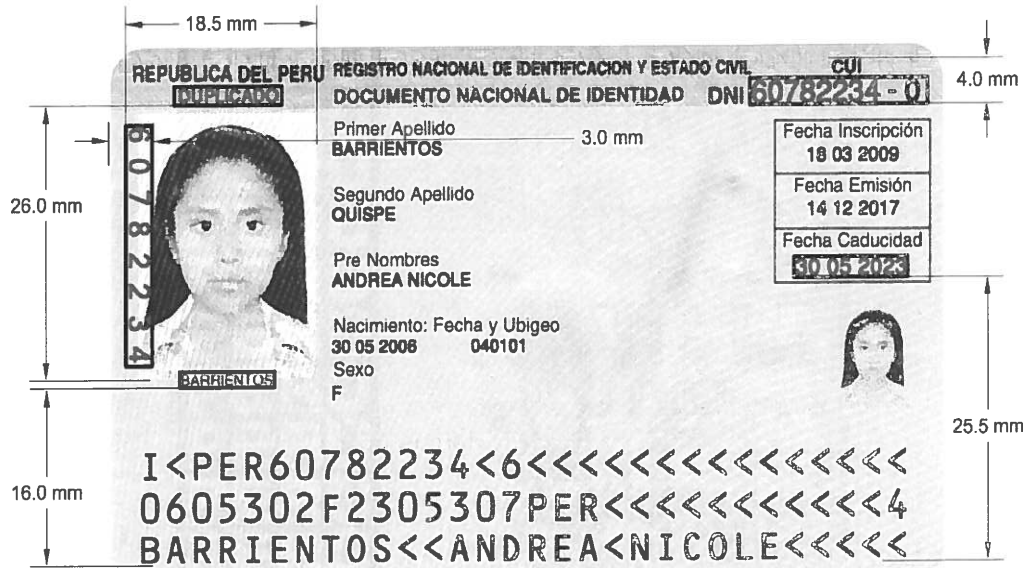 18.5 mm
REPUBLICA DEL PERU
DUPLICADO
REGISTRO NACIONAL DE IDENTIFICACION Y ESTADO CIVIL
CUI
DOCUMENTO NACIONAL DE IDENTIDAD DNI 60782234 - 0
4.0 mm
Primer Apellido
BARRIENTOS
3.0 mm
Fecha Inscripción
18 03 2009
Segundo Apellido
QUISPE
Fecha Emisión
14 12 2017
26.0 mm
60782234
Fecha Caducidad
30 05 2023
Pre Nombres
ANDREA NICOLE
Nacimiento: Fecha y Ubigeo
30 05 2006 040101
Sexo
F
BARRIENTOS
25.5 mm
16.0 mm
I<PER60782234<6<<<<<<<<<<<<<<<
0605302F2305307PER<<<<<<<<<<<4
BARRIENTOS<<ANDREA<NICOLE<<<<<